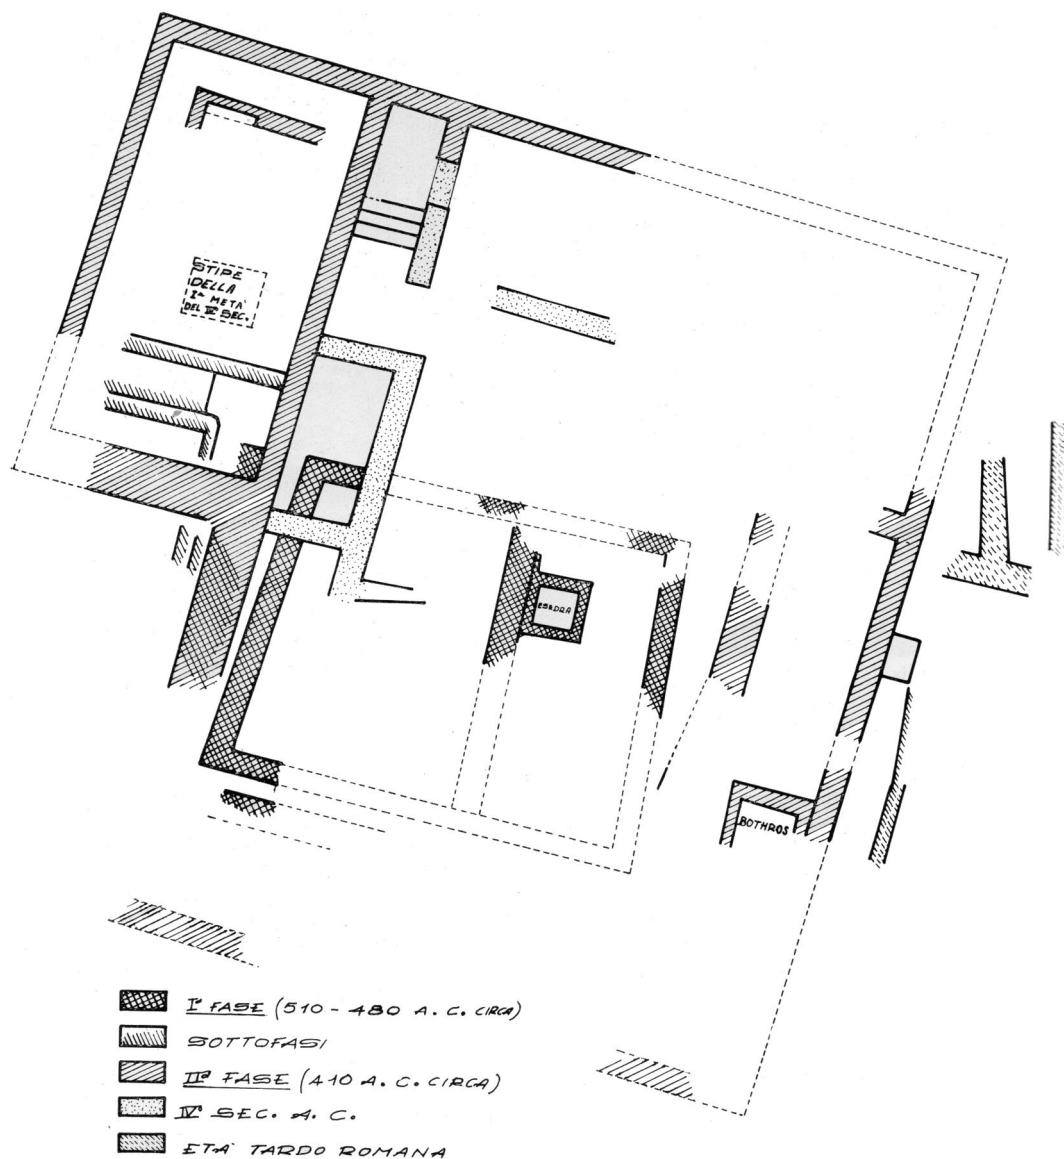 STIPE
DELLA
Iª METÀ
DEL IV SEC.
ESEDRA
BOTHROS
Iª FASE (510 - 480 A. C. CIRCA)
SOTTOFASI
IIª FASE (410 A. C. CIRCA)
IV° SEC. A. C.
ETÀ TARDO ROMANA